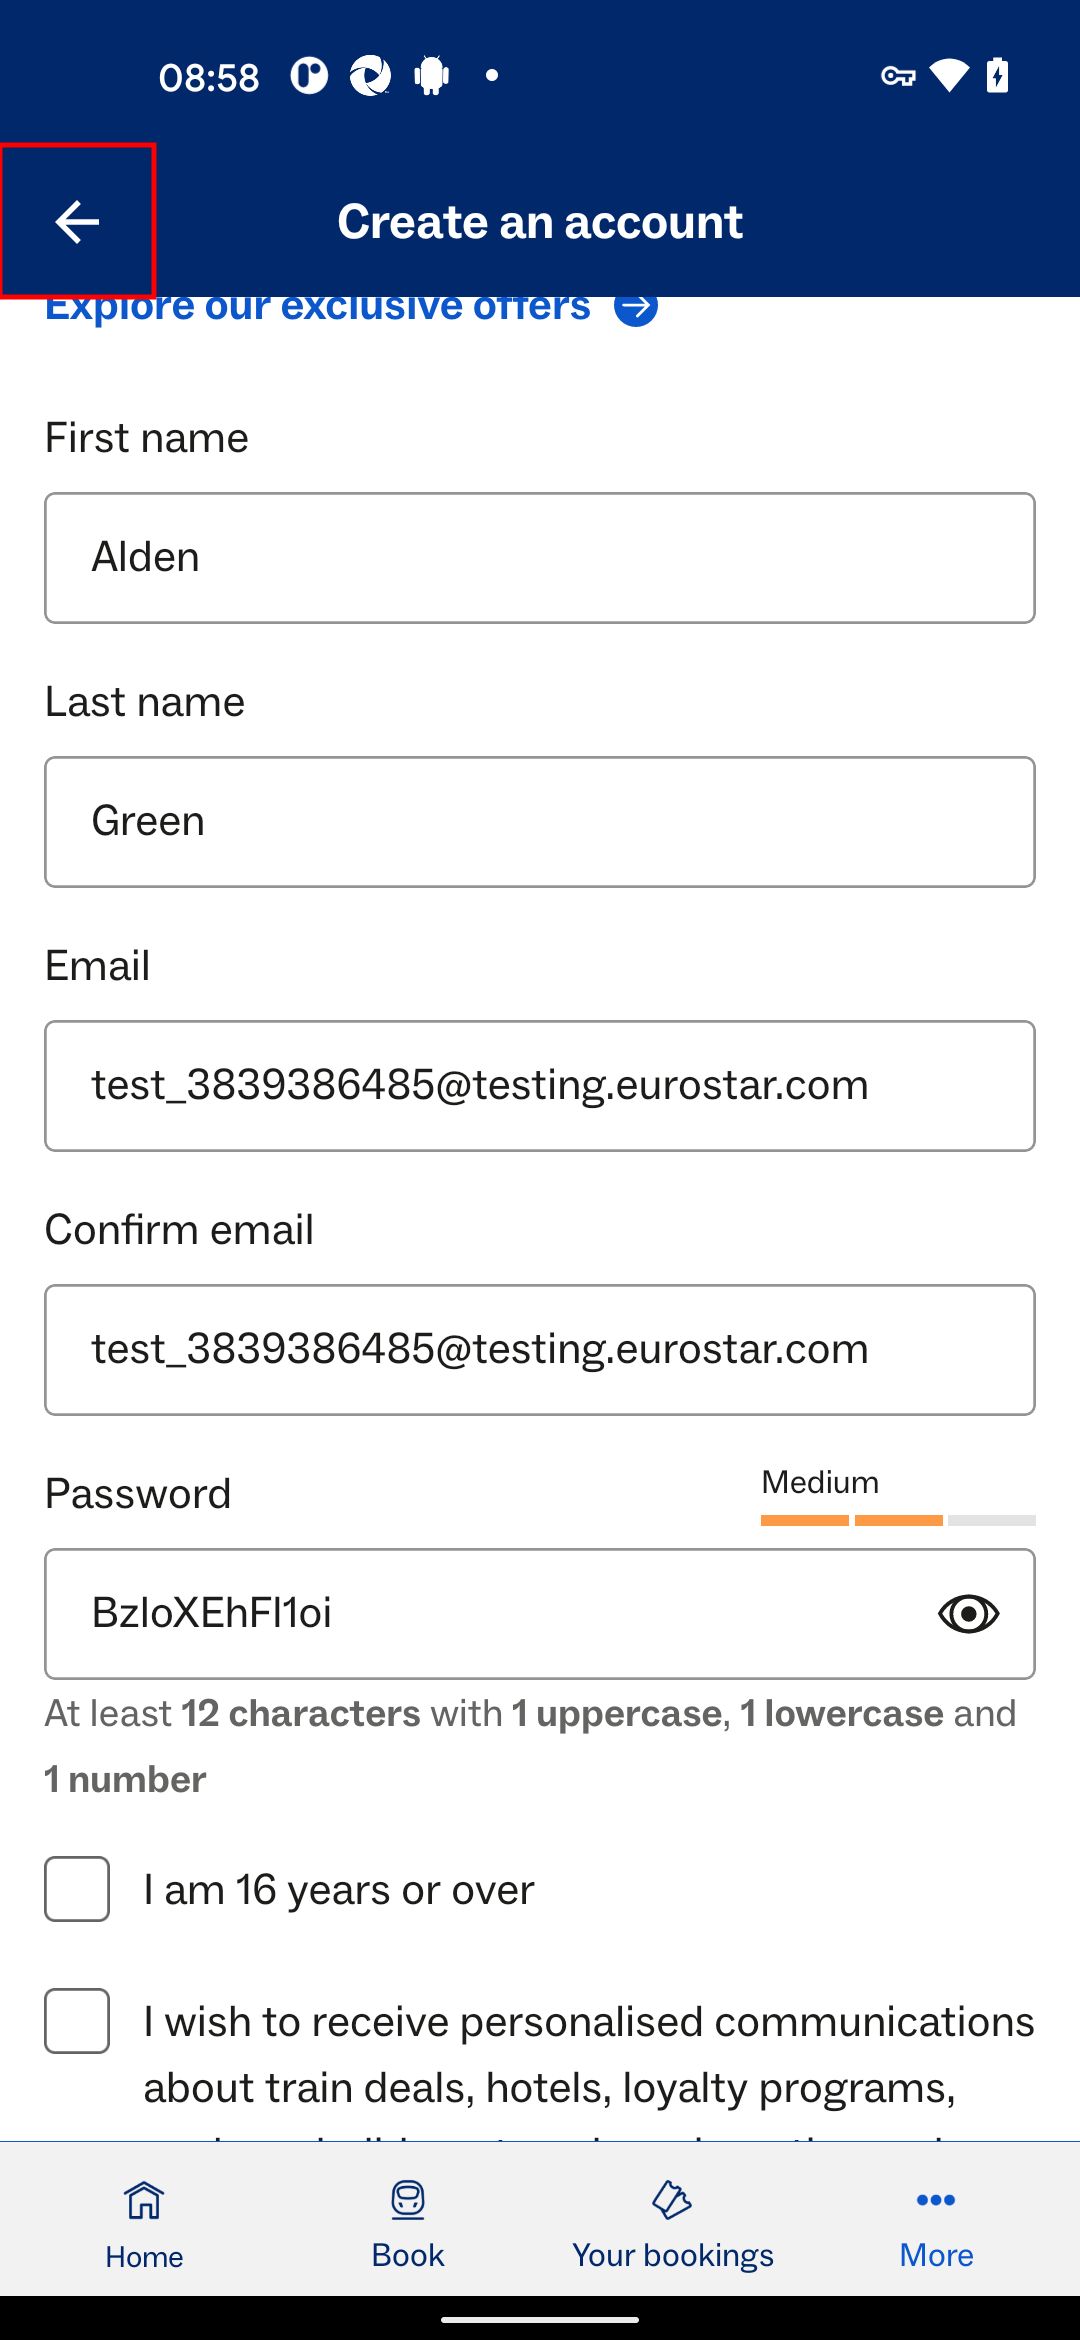 08:58
Create an account
Explore our exclusive offers
First name
Alden
Last name
Green
Email
test_3839386485@testing.eurostar.com
Confirm email
test_3839386485@testing.eurostar.com
Password
Medium
BzIoXEhFI1oi
At least 12 characters with 1 uppercase, 1 lowercase and
1 number
I am 16 years or over
I wish to receive personalised communications
about train deals, hotels, loyalty programs,
Home
Book
Your bookings
More